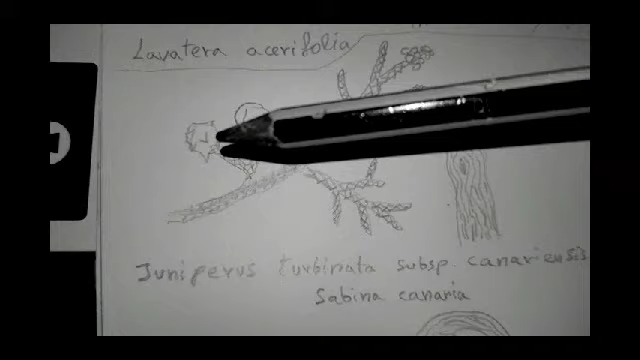 Lavatera acerifolia
Juniperus turbinata subsp. canariensis
Sabina canaria